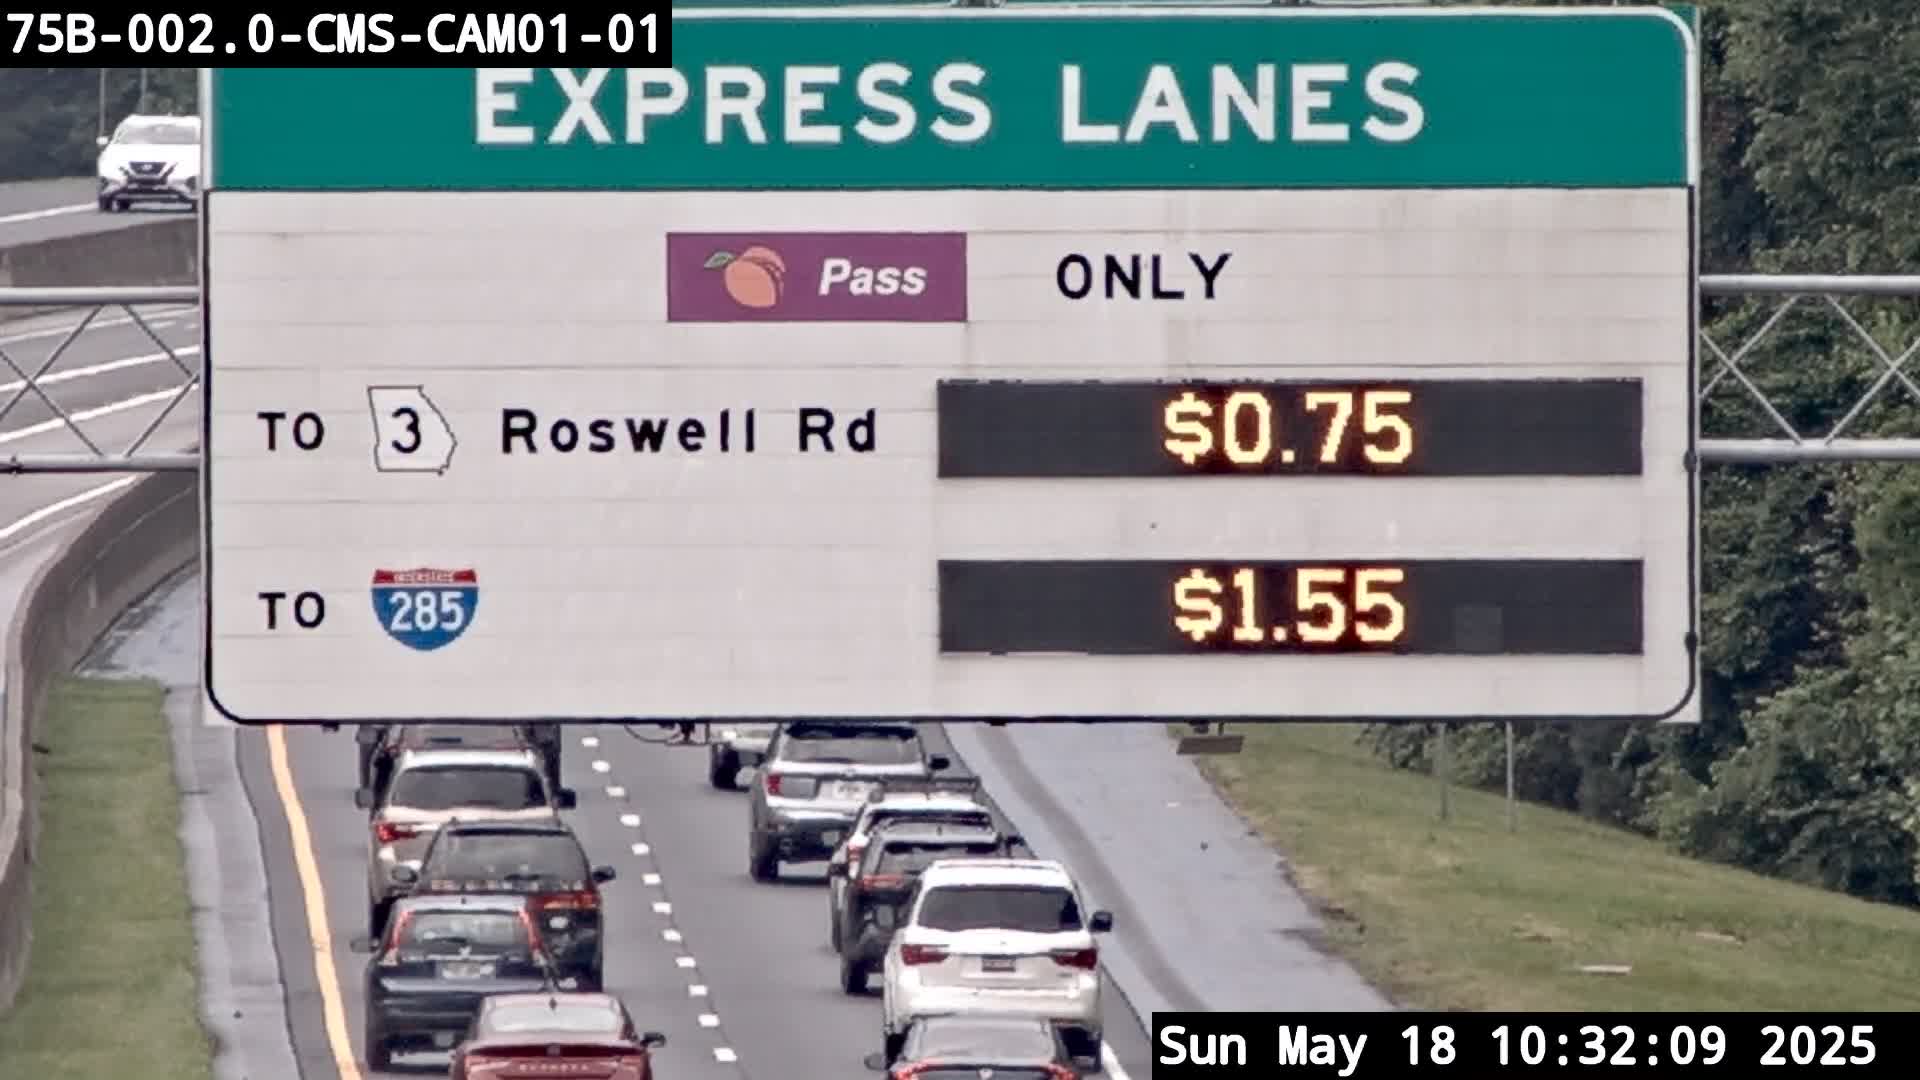 75B-002.0-CMS-CAM01-01
EXPRESS LANES
Pass ONLY
TO 3 Roswell Rd $0.75
TO INTERSTATE 285 $1.55
Sun May 18 10:32:09 2025